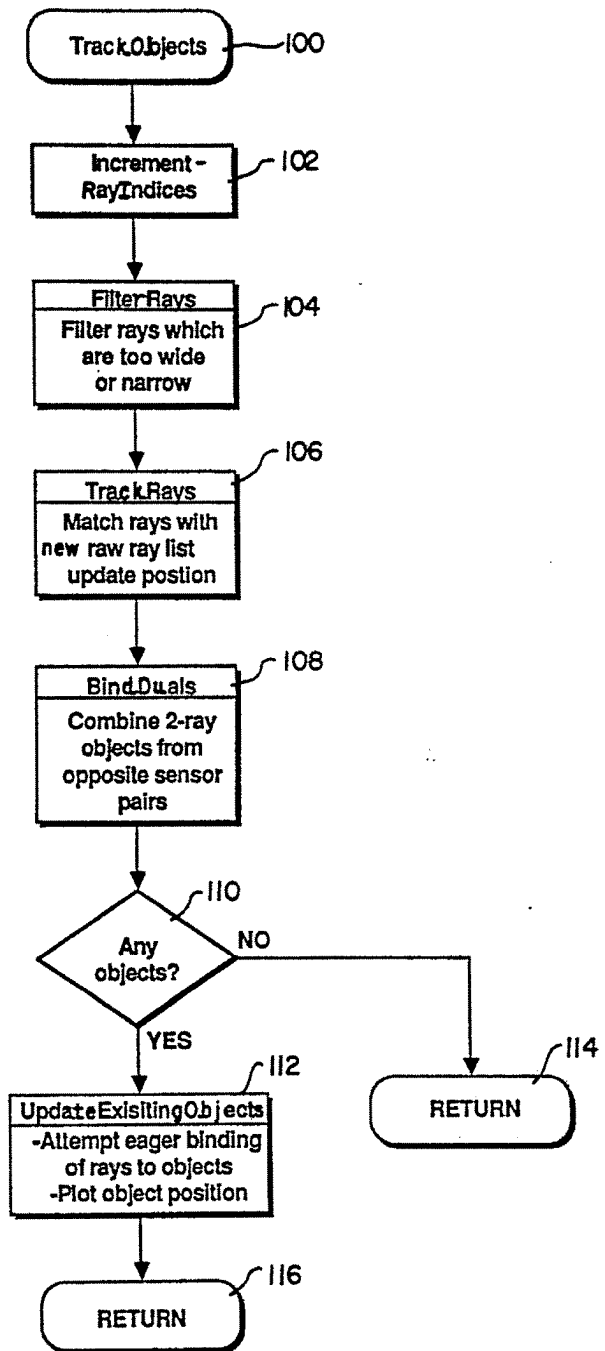 TrackObjects
100
Increment-
RayIndices
102
FilterRays
Filter rays which
are too wide
or narrow
104
TrackRays
Match rays with
new raw ray list
update postion
106
BindDuals
Combine 2-ray
objects from
opposite sensor
pairs
108
Any
objects?
110
NO
YES
UpdateExisitingObjects
-Attempt eager binding
of rays to objects
-Plot object position
112
RETURN
114
RETURN
116